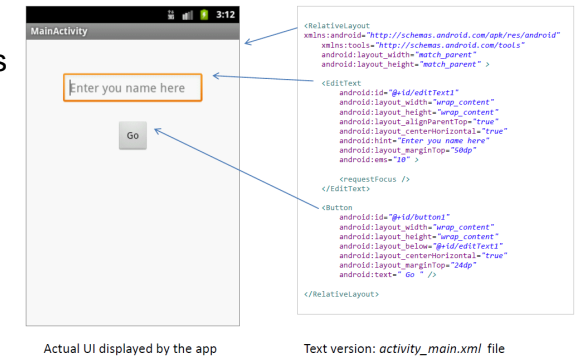 3G 3:12
MainActivity
s
Enter you name here
Go
<RelativeLayout
xmlns:android="http://schemas.android.com/apk/res/android"
xmlns:tools="http://schemas.android.com/tools"
android:layout_width="match_parent"
android:layout_height="match_parent" >
<EditText
android:id="@+id/editText1"
android:layout_width="wrap_content"
android:layout_height="wrap_content"
android:layout_alignParentTop="true"
android:layout_centerHorizontal="true"
android:hint="Enter you name here"
android:layout_marginTop="50dp"
android:ems="10" >
<requestFocus />
</EditText>
<Button
android:id="@+id/button1"
android:layout_width="wrap_content"
android:layout_height="wrap_content"
android:layout_below="@+id/editText1"
android:layout_centerHorizontal="true"
android:layout_marginTop="24dp"
android:text=" Go " />
</RelativeLayout>
Actual UI displayed by the app
Text version: activity_main.xml file